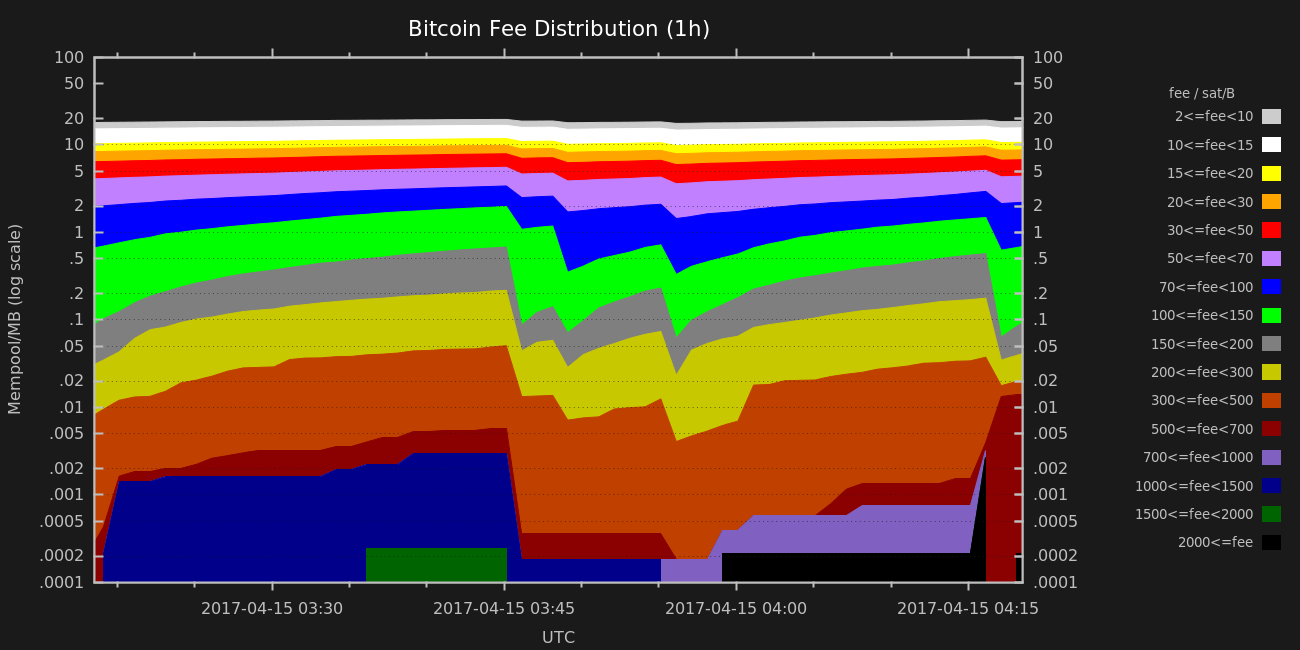 Bitcoin Fee Distribution (1h)
Mempool/MB (log scale)
100
50
20
10
5
2
1
.5
.2
.1
.05
.02
.01
.005
.002
.001
.0005
.0002
.0001
100
50
20
10
5
2
1
.5
.2
.1
.05
.02
.01
.005
.002
.001
.0005
.0002
.0001
2017-04-15 03:30
2017-04-15 03:45
2017-04-15 04:00
2017-04-15 04:15
UTC
fee / sat/B
2<=fee<10
10<=fee<15
15<=fee<20
20<=fee<30
30<=fee<50
50<=fee<70
70<=fee<100
100<=fee<150
150<=fee<200
200<=fee<300
300<=fee<500
500<=fee<700
700<=fee<1000
1000<=fee<1500
1500<=fee<2000
2000<=fee